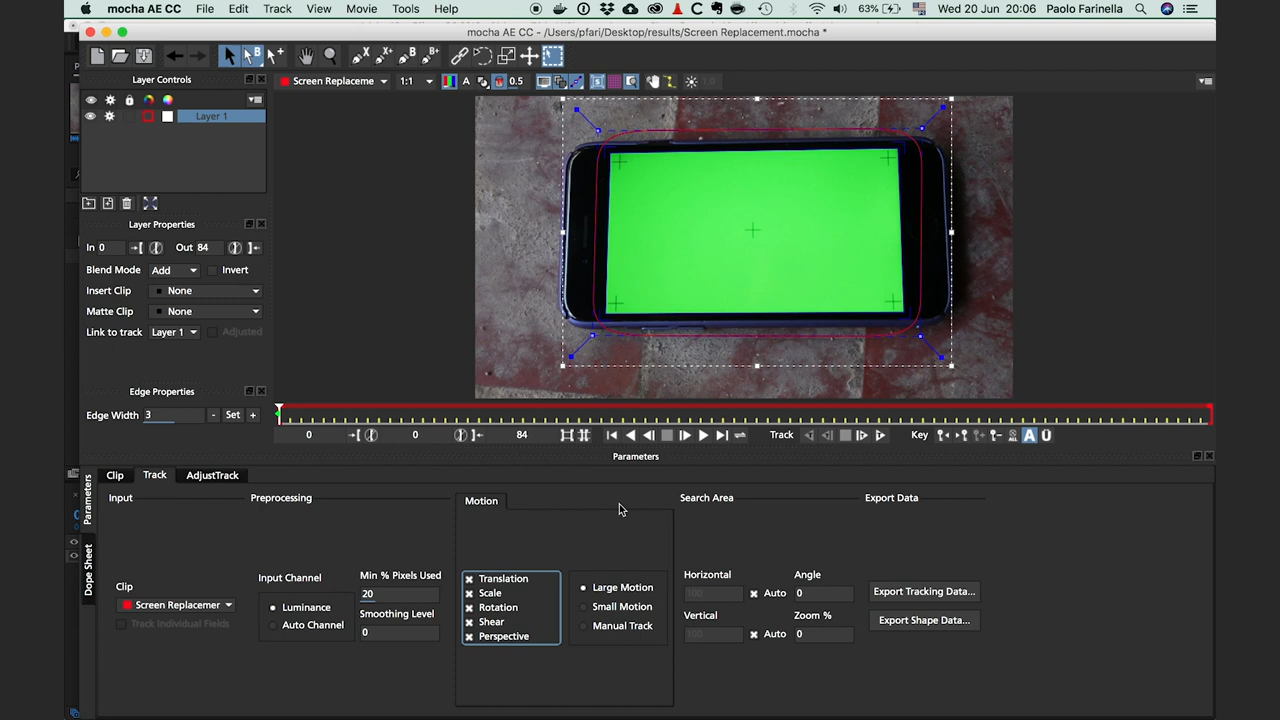 mocha AE CC File Edit Track View Movie Tools Help 63% Wed 20 Jun 20:06 Paolo Farinella
mocha AE CC - /Users/pfari/Desktop/results/Screen Replacement.mocha *
Layer Controls
Screen Replaceme 1:1 A 0.5 1.0
Layer 1
Layer Properties
In 0 Out 84
Blend Mode Add Invert
Insert Clip None
Matte Clip None
Link to track Layer 1 Adjusted
Edge Properties
Edge Width 3 - Set +
0 0 84 Track Key A
Parameters
Clip Track AdjustTrack
Parameters
Dope Sheet
Input Preprocessing Motion Search Area Export Data
Clip
Screen Replacemer
Track Individual Fields
Input Channel
Luminance
Auto Channel
Min % Pixels Used
20
Smoothing Level
0
Translation
Scale
Rotation
Shear
Perspective
Large Motion
Small Motion
Manual Track
Horizontal Angle
100 Auto 0
Vertical Zoom %
100 Auto 0
Export Tracking Data...
Export Shape Data...